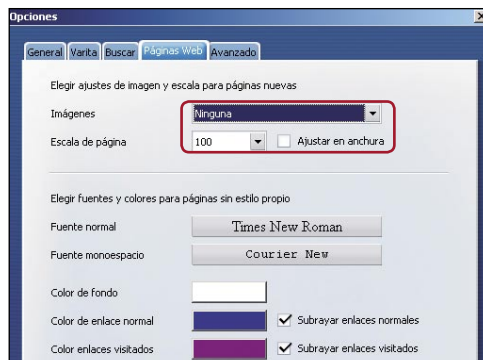 Opciones
General Varita Buscar Páginas Web Avanzado
Elegir ajustes de imagen y escala para páginas nuevas
Imágenes Ninguna
Escala de página 100 Ajustar en anchura
Elegir fuentes y colores para páginas sin estilo propio
Fuente normal Times New Roman
Fuente monoespacio Courier New
Color de fondo
Color de enlace normal Subrayar enlaces normales
Color enlaces visitados Subrayar enlaces visitados